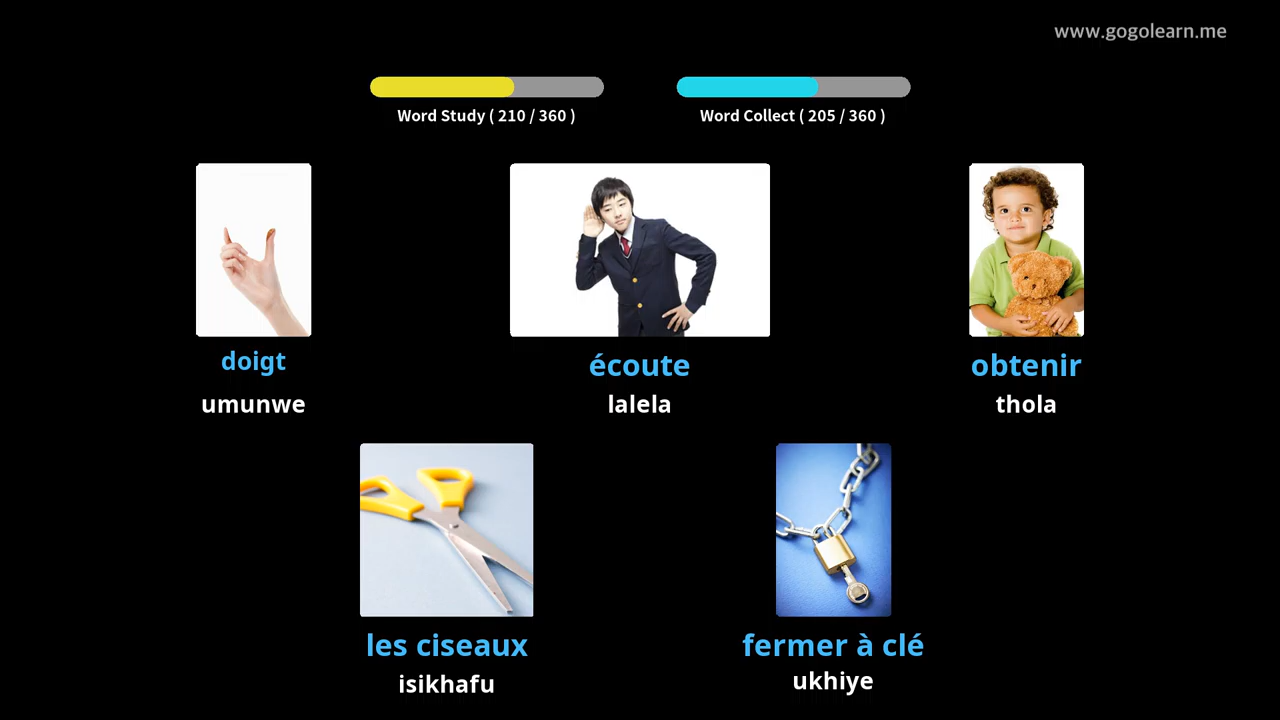 www.gogolearn.me
Word Study ( 210 / 360 )
Word Collect ( 205 / 360 )
doigt
umunwe
écoute
lalela
obtenir
thola
les ciseaux
isikhafu
fermer à clé
ukhiye